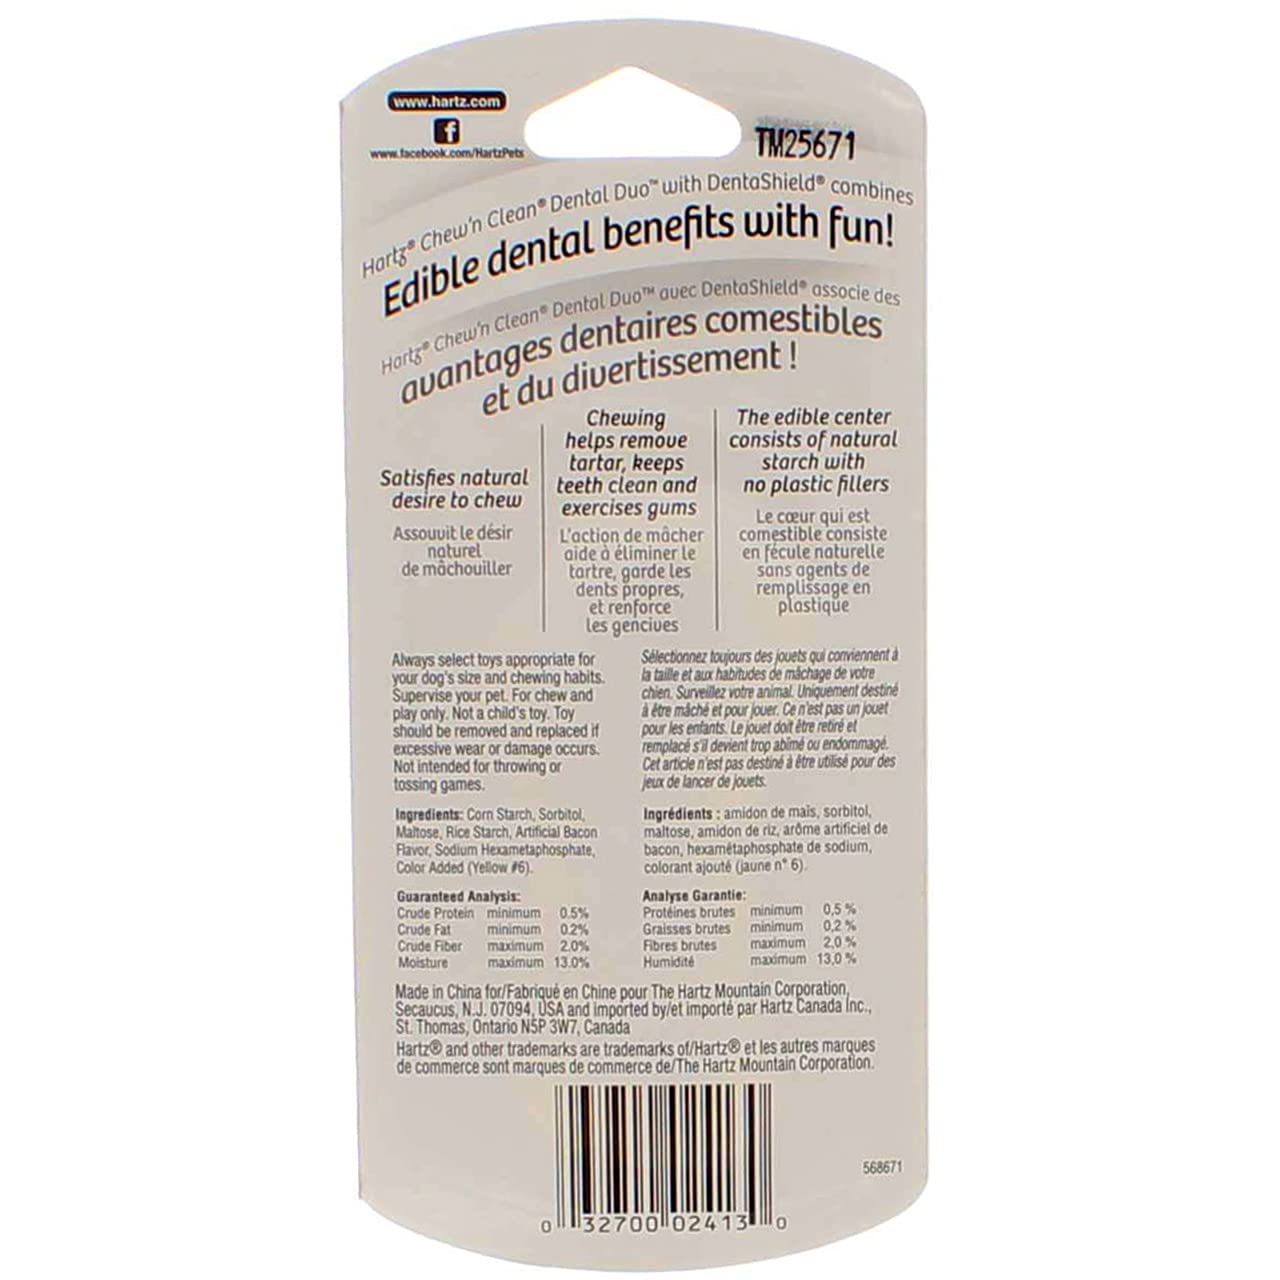 www.hartz.com
f
www.facebook.com/HartzPets
TM25671
Hartz® Chew'n Clean® Dental Duo™ with DentaShield® combines
Edible dental benefits with fun!
Hartz® Chew'n Clean® Dental Duo™ avec DentaShield® associe des
avantages dentaires comestibles
et du divertissement !
Satisfies natural
desire to chew
Assouvit le désir
naturel
de mâchouiller
Chewing
helps remove
tartar, keeps
teeth clean and
exercises gums
L'action de mâcher
aide à éliminer le
tartre, garde les
dents propres,
et renforce
les gencives
The edible center
consists of natural
starch with
no plastic fillers
Le cœur qui est
comestible consiste
en fécule naturelle
sans agents de
remplissage en
plastique
Always select toys appropriate for
your dog's size and chewing habits.
Supervise your pet. For chew and
play only. Not a child's toy. Toy
should be removed and replaced if
excessive wear or damage occurs.
Not intended for throwing or
tossing games.
Sélectionnez toujours des jouets qui conviennent à
la taille et aux habitudes de mâchage de votre
chien. Surveillez votre animal. Uniquement destiné
à être mâché et pour jouer. Ce n'est pas un jouet
pour les enfants. Le jouet doit être retiré et
remplacé s'il devient trop abîmé ou endommagé.
Cet article n'est pas destiné à être utilisé pour des
jeux de lancer de jouets.
Ingredients: Corn Starch, Sorbitol,
Maltose, Rice Starch, Artificial Bacon
Flavor, Sodium Hexametaphosphate,
Color Added (Yellow #6).
Ingrédients : amidon de maïs, sorbitol,
maltose, amidon de riz, arôme artificiel de
bacon, hexamétaphosphate de sodium,
colorant ajouté (jaune n° 6).
Guaranteed Analysis:
Crude Protein minimum 0.5%
Crude Fat minimum 0.2%
Crude Fiber maximum 2.0%
Moisture maximum 13.0%
Analyse Garantie:
Protéines brutes minimum 0,5 %
Graisses brutes minimum 0,2 %
Fibres brutes maximum 2,0 %
Humidité maximum 13,0 %
Made in China for/Fabriqué en Chine pour The Hartz Mountain Corporation,
Secaucus, N.J. 07094, USA and imported by/et importé par Hartz Canada Inc.,
St. Thomas, Ontario N5P 3W7, Canada
Hartz® and other trademarks are trademarks of/Hartz® et les autres marques
de commerce sont marques de commerce de/The Hartz Mountain Corporation.
568671
0 32700 02413 0